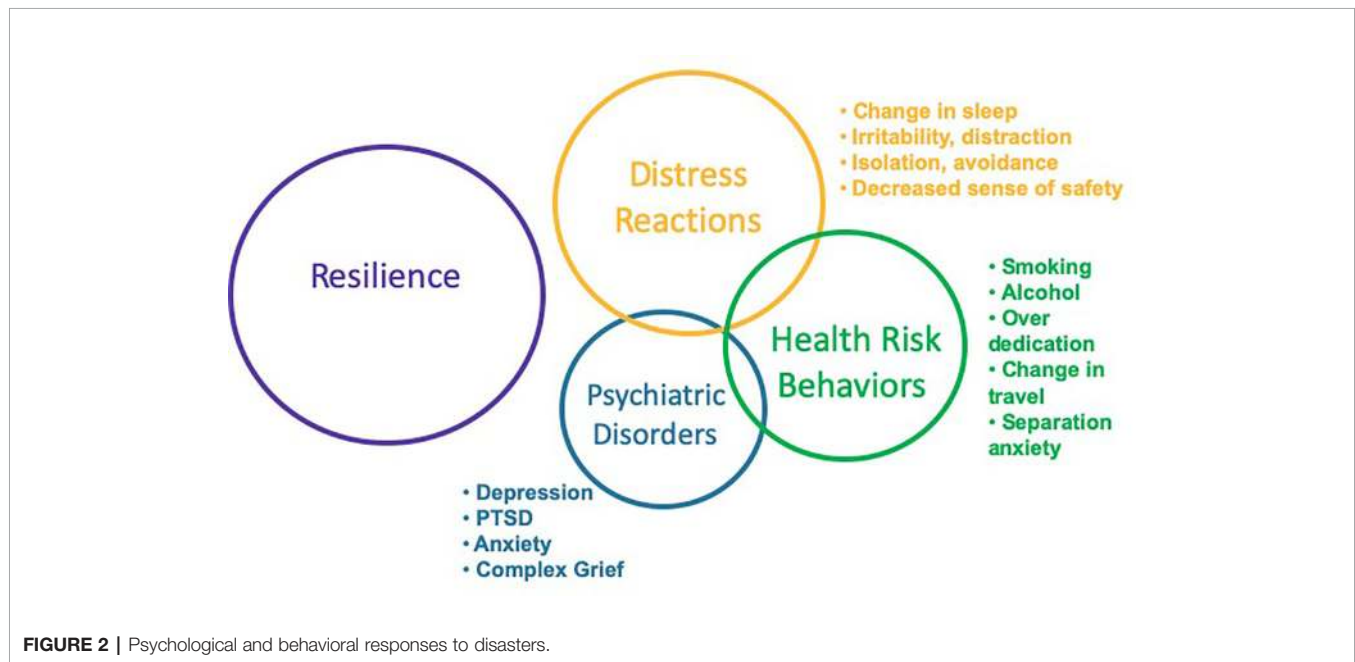 Distress
Reactions
• Change in sleep
• Irritability, distraction
• Isolation, avoidance
• Decreased sense of safety
Resilience
Health Risk
Behaviors
• Smoking
• Alcohol
• Over
dedication
• Change in
travel
• Separation
anxiety
Psychiatric
Disorders
• Depression
• PTSD
• Anxiety
• Complex Grief
FIGURE 2 | Psychological and behavioral responses to disasters.